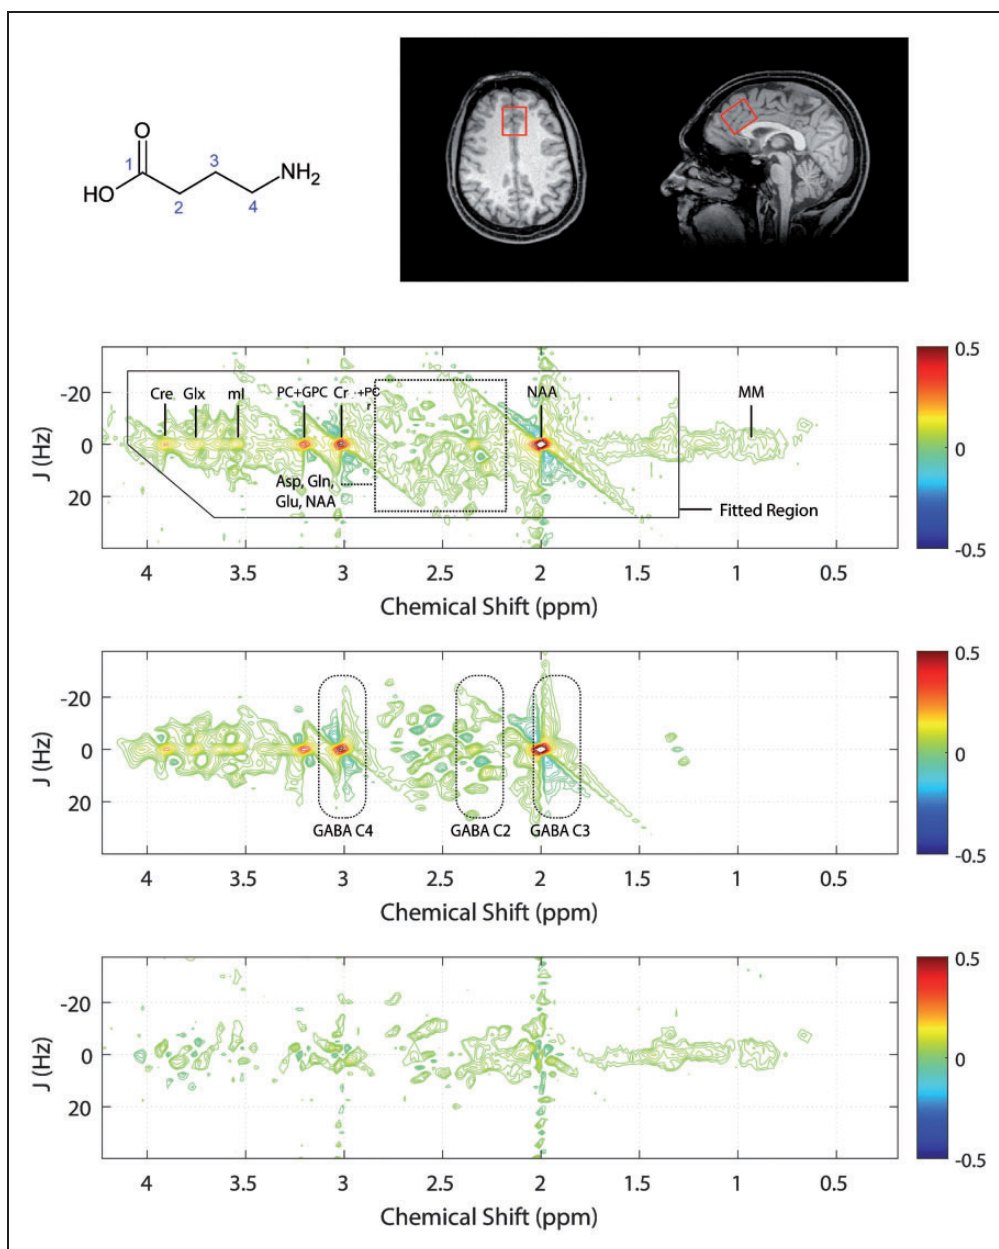 O
1
3
NH2
HO
2
4
-20
0
20
J (Hz)
Cre Glx mI PC+GPC Cr +PC
r
NAA MM
Asp, Gln,
Glu, NAA
Fitted Region
4 3.5 3 2.5 2 1.5 1 0.5
Chemical Shift (ppm)
0.5
0
-0.5
-20
0
20
J (Hz)
GABA C4 GABA C2 GABA C3
4 3.5 3 2.5 2 1.5 1 0.5
Chemical Shift (ppm)
0.5
0
-0.5
-20
0
20
J (Hz)
4 3.5 3 2.5 2 1.5 1 0.5
Chemical Shift (ppm)
0.5
0
-0.5